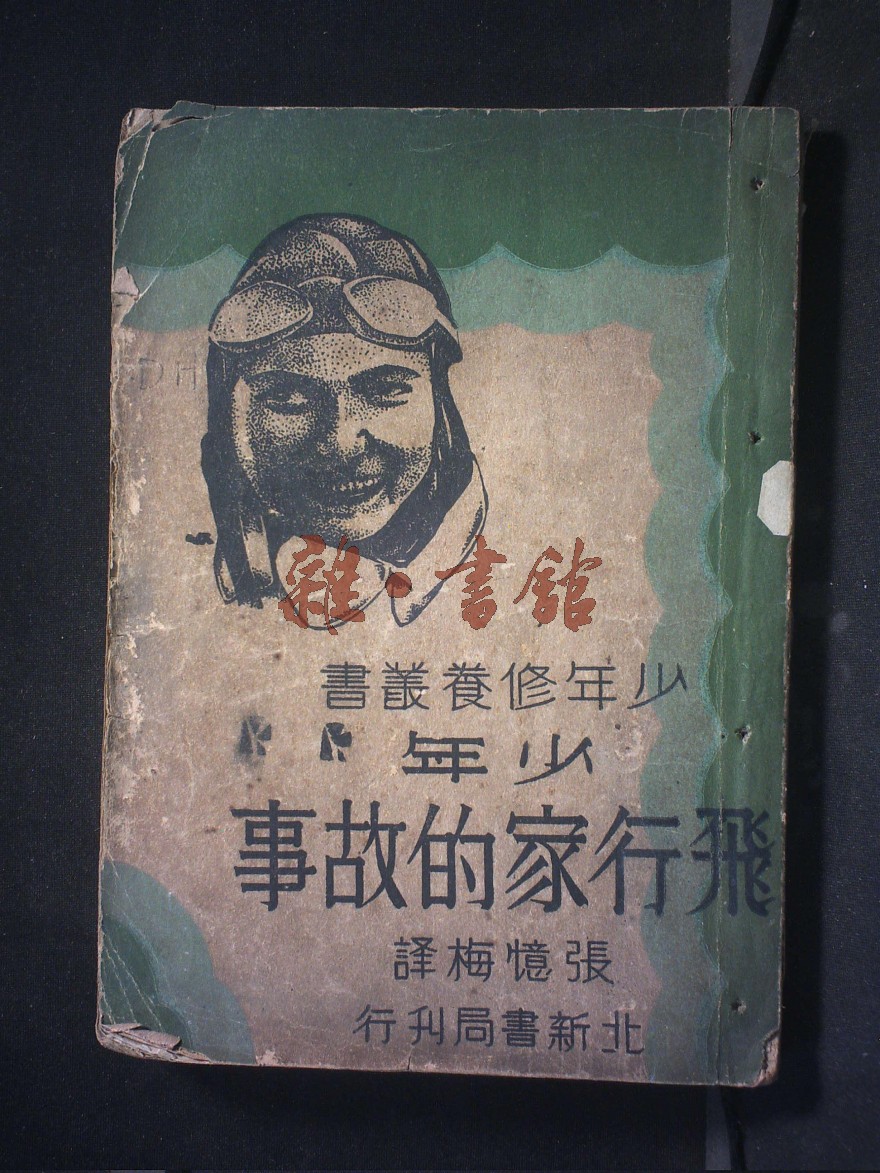 雜·書館
少年修養叢書
少年
飛行家的故事
張憶梅譯
北新書局刋行